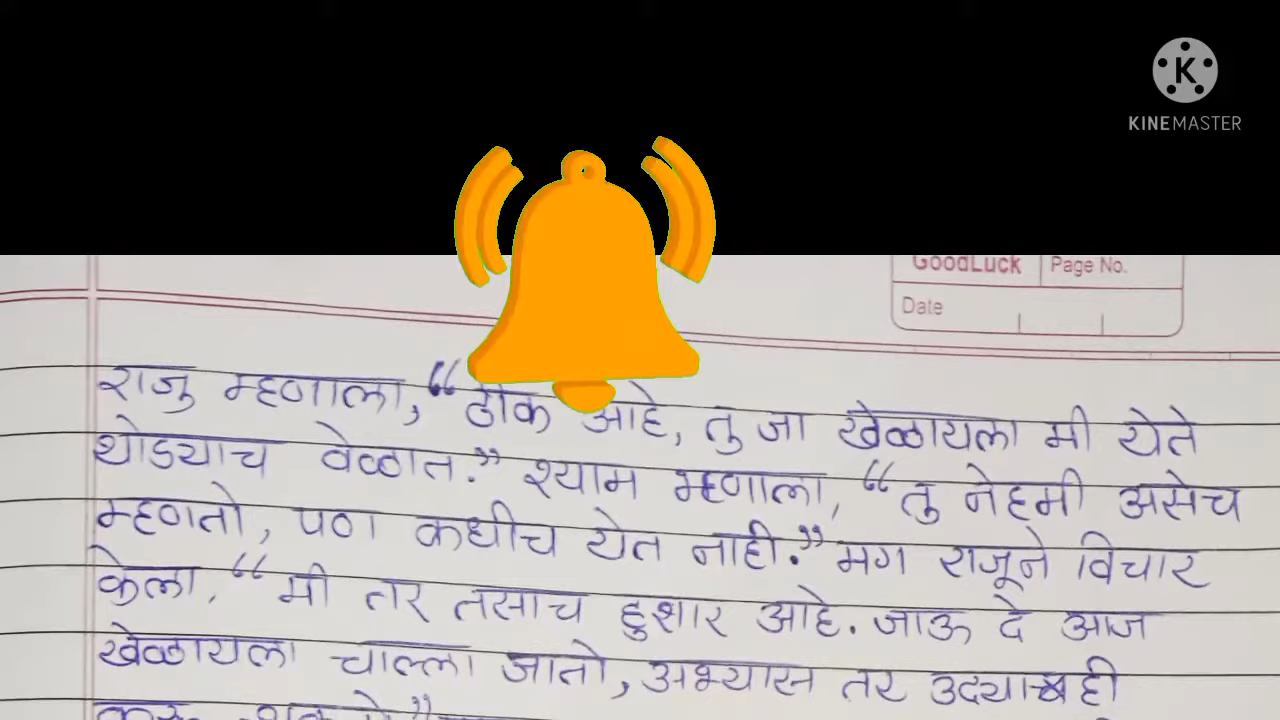 KINEMASTER
GoodLuck Page No.
Date
राजु म्हणाला, “ठीक आहे, तु जा खेळायला मी येते
थोड्याच वेळात.” श्याम म्हणाला, “तु नेहमी असेच
म्हणतो, पण कधीच येत नाही.” मग राजूने विचार
केला, “मी तर तसाच हुशार आहे. जाऊ दे आज
खेळायला चाल्ला जातो, अभ्यास तर उद्याही